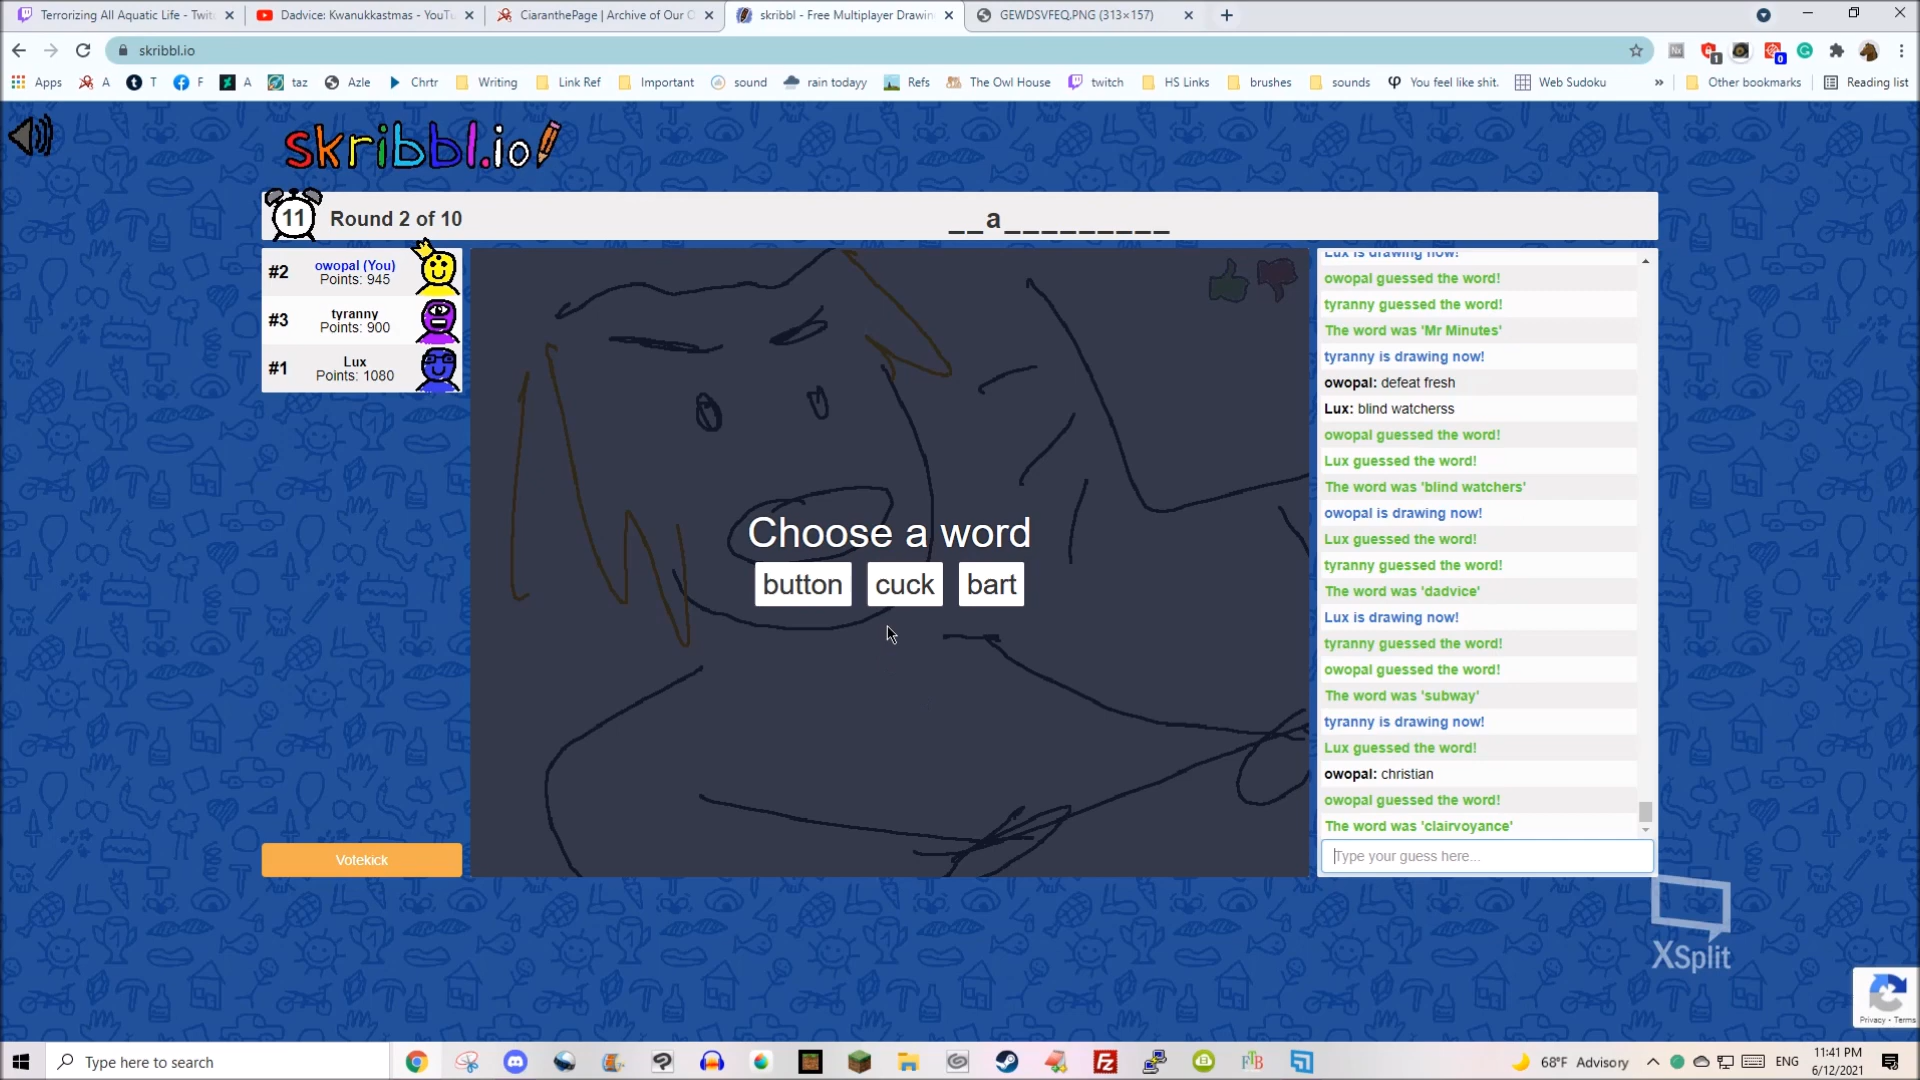 Terrorizing All Aquatic Life - Twit
Dadvice: Kwanukkastmas - YouTu
CiaranthePage | Archive of Our O
skribbl - Free Multiplayer Drawin
GEWDSVFEQ.PNG (313×157)
skribbl.io
Apps
A
T
F
A
taz
Azle
Chrtr
Writing
Link Ref
Important
sound
rain todayy
Refs
The Owl House
twitch
HS Links
brushes
sounds
You feel like shit.
Web Sudoku
»
Other bookmarks
Reading list
skribbl.io
11
Round 2 of 10
__a_________
#2
owopal (You)
Points: 945
#3
tyranny
Points: 900
#1
Lux
Points: 1080
Votekick
Choose a word
button
cuck
bart
Lux is drawing now!
owopal guessed the word!
tyranny guessed the word!
The word was 'Mr Minutes'
tyranny is drawing now!
owopal: defeat fresh
Lux: blind watcherss
owopal guessed the word!
Lux guessed the word!
The word was 'blind watchers'
owopal is drawing now!
Lux guessed the word!
tyranny guessed the word!
The word was 'dadvice'
Lux is drawing now!
tyranny guessed the word!
owopal guessed the word!
The word was 'subway'
tyranny is drawing now!
Lux guessed the word!
owopal: christian
owopal guessed the word!
The word was 'clairvoyance'
Type your guess here...
XSplit
Privacy - Terms
Type here to search
68°F Advisory
ENG
11:41 PM
6/12/2021